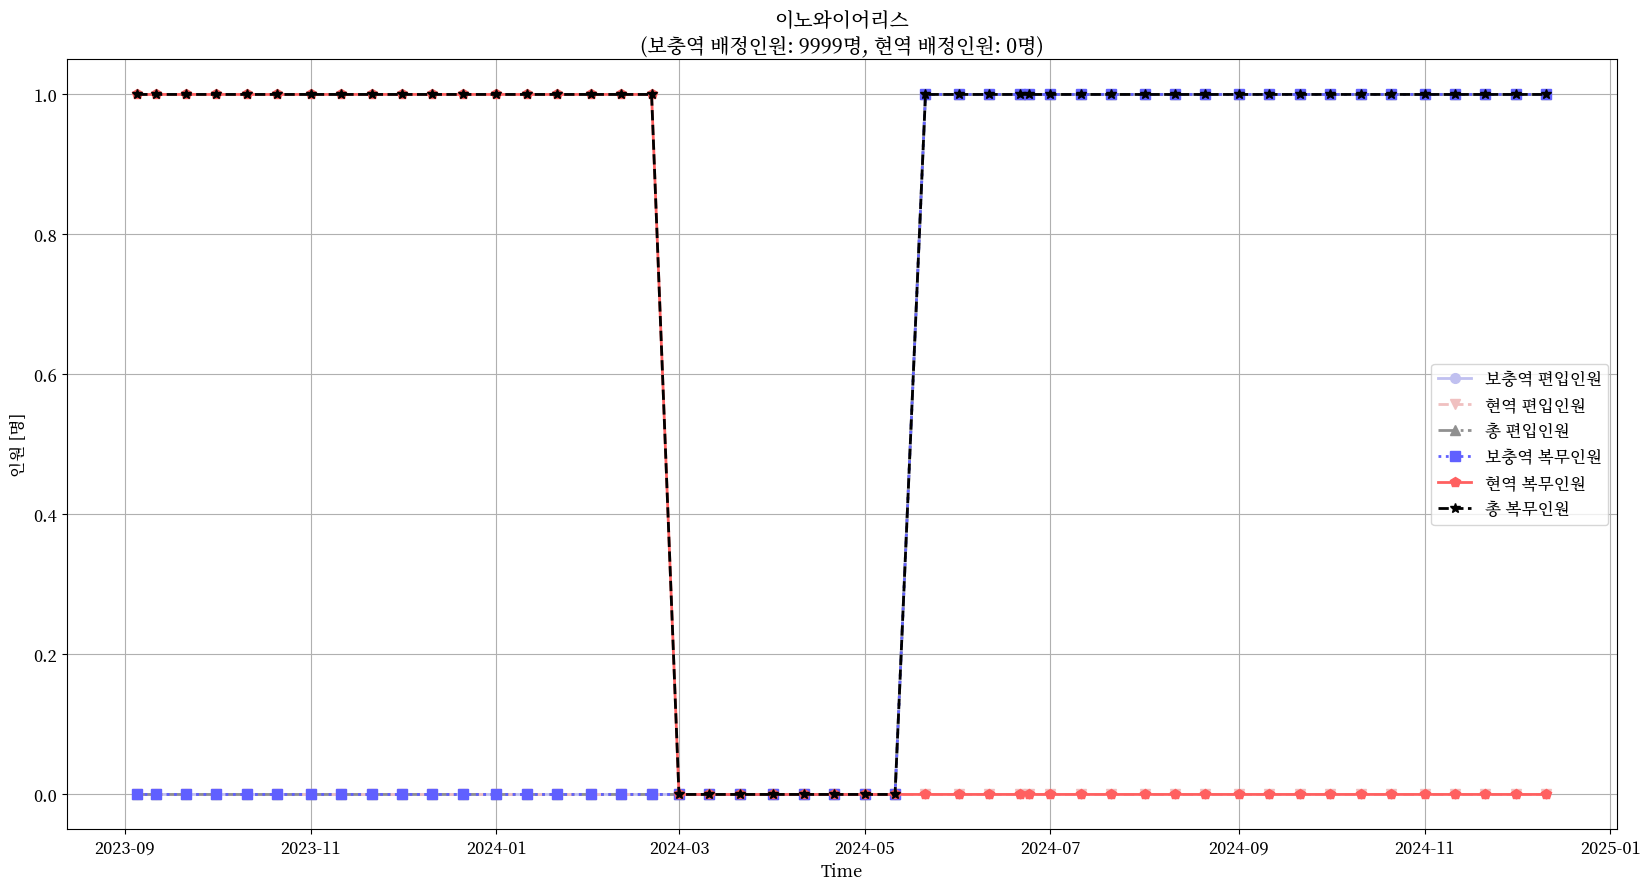 이노와이어리스
(보충역 배정인원: 9999명, 현역 배정인원: 0명)
1.0
0.8
0.6
0.4
0.2
0.0
인원 [명]
보충역 편입인원
현역 편입인원
총 편입인원
보충역 복무인원
현역 복무인원
총 복무인원
2023-09
2023-11
2024-01
2024-03
2024-05
2024-07
2024-09
2024-11
2025-01
Time